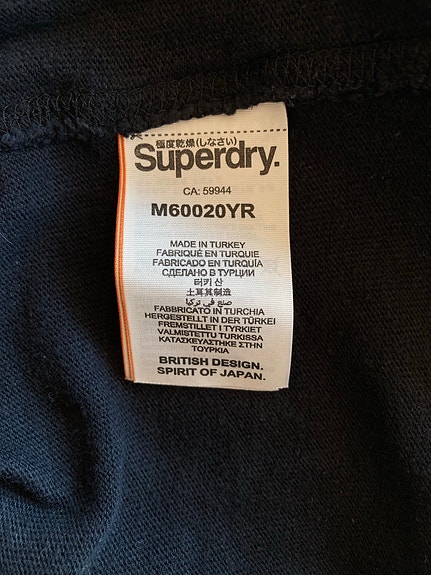 極度乾燥(しなさい)
Superdry.
CA: 59944
M60020YR
MADE IN TURKEY
FABRIQUÉ EN TURQUIE
FABRICADO EN TURQUÍA
СДЕЛАНО В ТУРЦИИ
터키 산
土耳其制造
صنع في تركيا
FABBRICATO IN TURCHIA
HERGESTELLT IN DER TÜRKEI
FREMSTILLET I TYRKIET
VALMISTETTU TURKISSA
ΚΑΤΑΣΚΕΥΑΣΤΗΚΕ ΣΤΗΝ
ΤΟΥΡΚΙΑ
BRITISH DESIGN.
SPIRIT OF JAPAN.